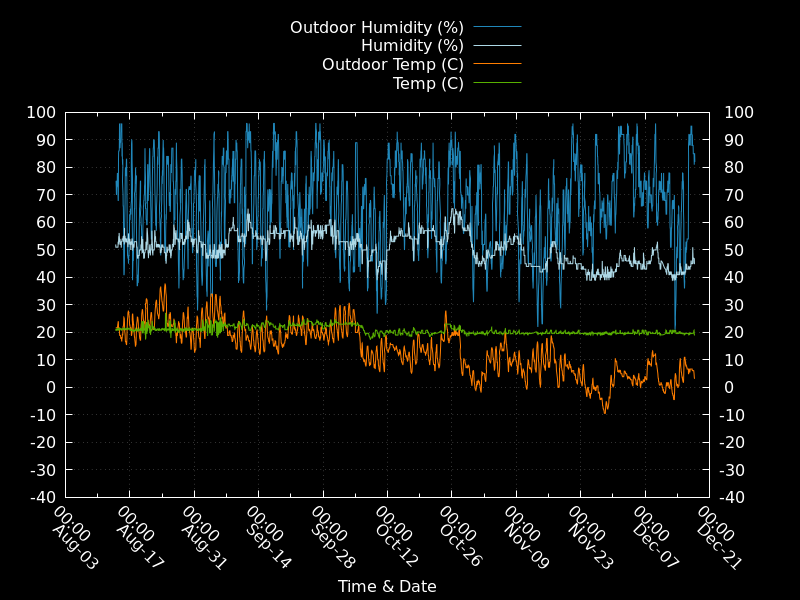 Outdoor Humidity (%)
Humidity (%)
Outdoor Temp (C)
Temp (C)
100 100
90 90
80 80
70 70
60 60
50 50
40 40
30 30
20 20
10 10
0 0
-10 -10
-20 -20
-30 -30
-40 -40
00:00 00:00 00:00 00:00 00:00 00:00 00:00 00:00 00:00 00:00 00:00
Aug-03 Aug-17 Aug-31 Sep-14 Sep-28 Oct-12 Oct-26 Nov-09 Nov-23 Dec-07 Dec-21
Time & Date